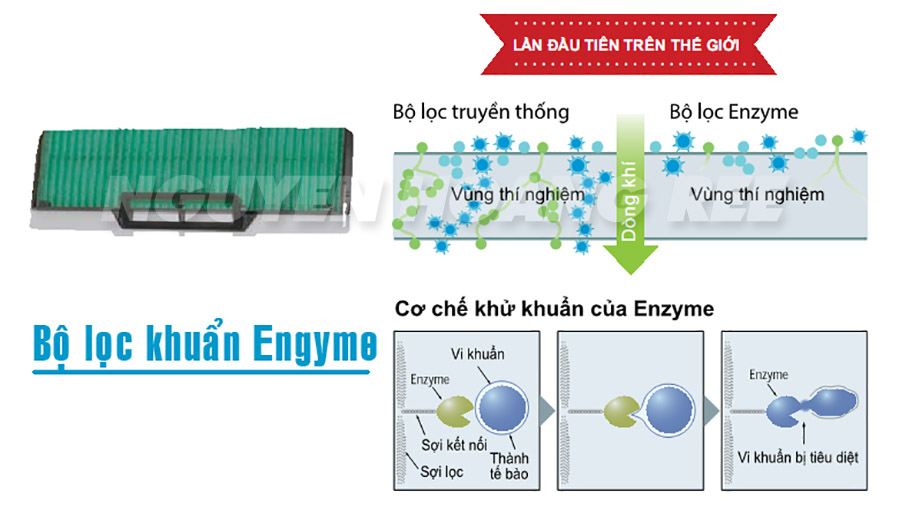 LẦN ĐẦU TIÊN TRÊN THẾ GIỚI
Bộ lọc truyền thống
Bộ lọc Enzyme
Vùng thí nghiệm
Dòng khí
Vùng thí nghiệm
NGUYEN HOANG KEE
Cơ chế khử khuẩn của Enzyme
Bộ lọc khuẩn Engyme
Vi khuẩn
Enzyme
Sợi kết nối
Sợi lọc
Thành
tế bào
Enzyme
Vi khuẩn bị tiêu diệt